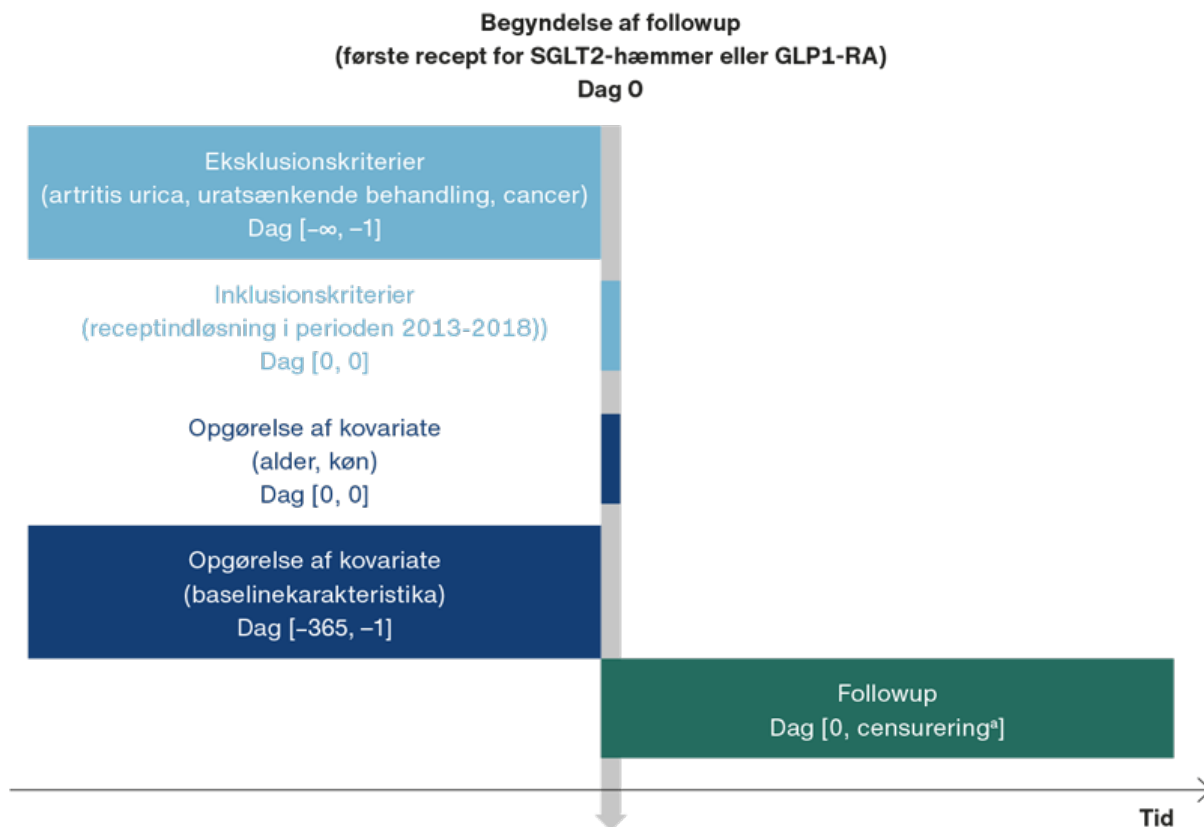 Begyndelse af followup
(første recept for SGLT2-hæmmer eller GLP1-RA)
Dag 0
Eksklusionskriterier
(artritis urica, uratsænkende behandling, cancer)
Dag [–∞, –1]
Inklusionskriterier
(receptindløsning i perioden 2013-2018))
Dag [0, 0]
Opgørelse af kovariate
(alder, køn)
Dag [0, 0]
Opgørelse af kovariate
(baselinekarakteristika)
Dag [–365, –1]
Followup
Dag [0, censureringᵃ]
Tid